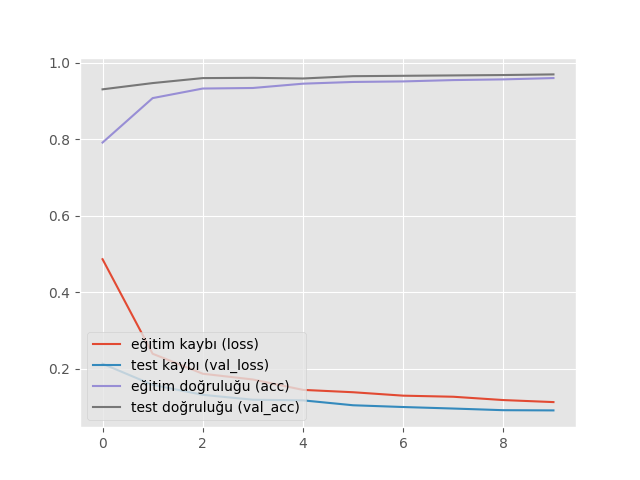 1.0
0.8
0.6
0.4
0.2
eğitim kaybı (loss)
test kaybı (val_loss)
eğitim doğruluğu (acc)
test doğruluğu (val_acc)
0 2 4 6 8